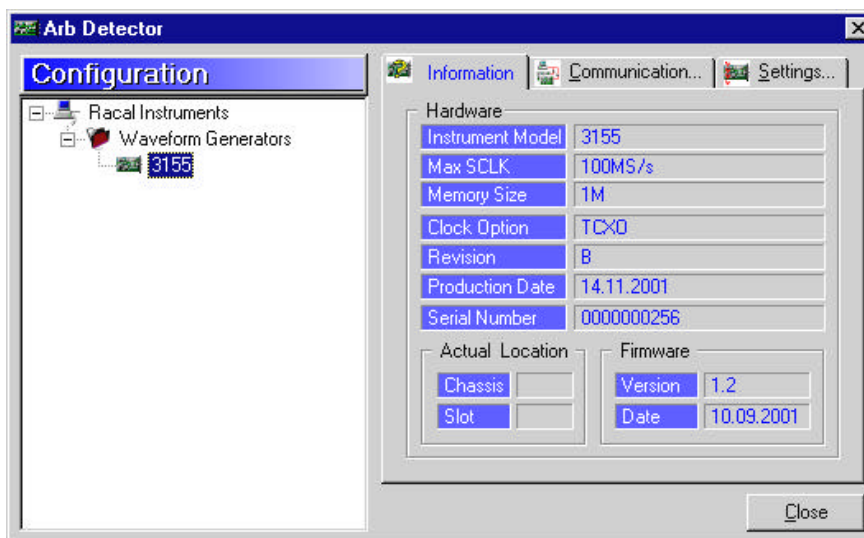 Arb Detector
Configuration
Racal Instruments
Waveform Generators
3155
Information
Communication...
Settings...
Hardware
Instrument Model 3155
Max SCLK 100MS/s
Memory Size 1M
Clock Option TCXO
Revision B
Production Date 14.11.2001
Serial Number 0000000256
Actual Location
Chassis
Slot
Firmware
Version 1.2
Date 10.09.2001
Close